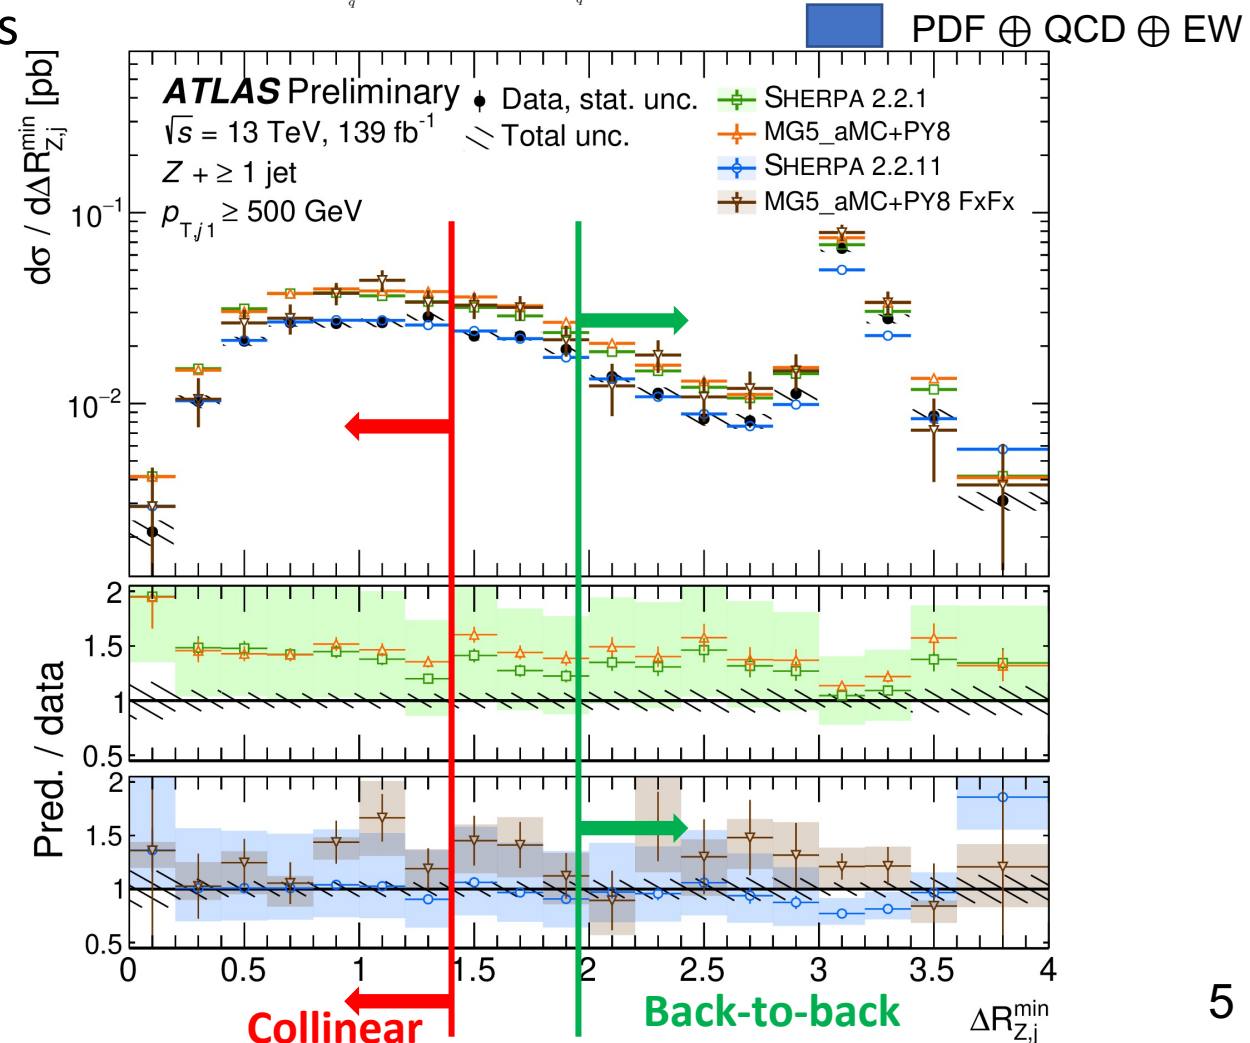 s
q q
PDF ⊕ QCD ⊕ EW
dσ / dΔR^min_Z,j [pb]
ATLAS Preliminary
√s = 13 TeV, 139 fb⁻¹
Z + ≥ 1 jet
p_T,j1 ≥ 500 GeV
Data, stat. unc.
Total unc.
SHERPA 2.2.1
MG5_aMC+PY8
SHERPA 2.2.11
MG5_aMC+PY8 FxFx
10⁻¹
10⁻²
Pred. / data
2
1.5
1
0.5
2
1.5
1
0.5
0 0.5 1 1.5 2 2.5 3 3.5 4
Collinear
Back-to-back
ΔR^min_Z,j
5